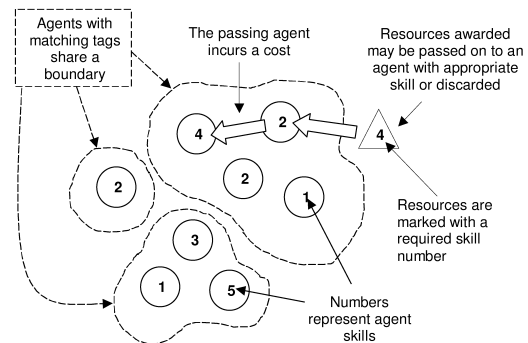 Agents with
matching tags
share a
boundary
The passing agent
incurs a cost
Resources awarded
may be passed on to an
agent with appropriate
skill or discarded
4
2
4
2
2
1
Resources are
marked with a
required skill
number
3
1
5
Numbers
represent agent
skills